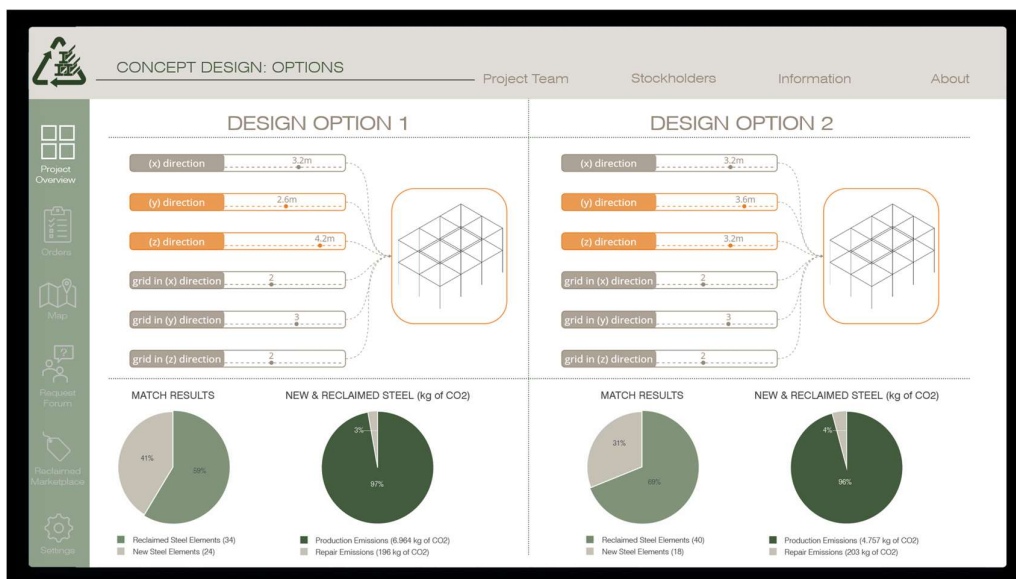 CONCEPT DESIGN: OPTIONS
Project Team
Stockholders
Information
About
Project
Overview
Orders
Map
Request
Forum
Reclaimed
Marketplace
Settings
DESIGN OPTION 1
(x) direction 3.2m
(y) direction 2.6m
(z) direction 4.2m
grid in (x) direction 2
grid in (y) direction 3
grid in (z) direction 2
MATCH RESULTS
41%
59%
Reclaimed Steel Elements (34)
New Steel Elements (24)
NEW & RECLAIMED STEEL (kg of CO2)
3%
97%
Production Emissions (6.964 kg of CO2)
Repair Emissions (196 kg of CO2)
DESIGN OPTION 2
(x) direction 3.2m
(y) direction 3.6m
(z) direction 3.2m
grid in (x) direction 2
grid in (y) direction 3
grid in (z) direction 2
MATCH RESULTS
31%
69%
Reclaimed Steel Elements (40)
New Steel Elements (18)
NEW & RECLAIMED STEEL (kg of CO2)
4%
96%
Production Emissions (4.757 kg of CO2)
Repair Emissions (203 kg of CO2)